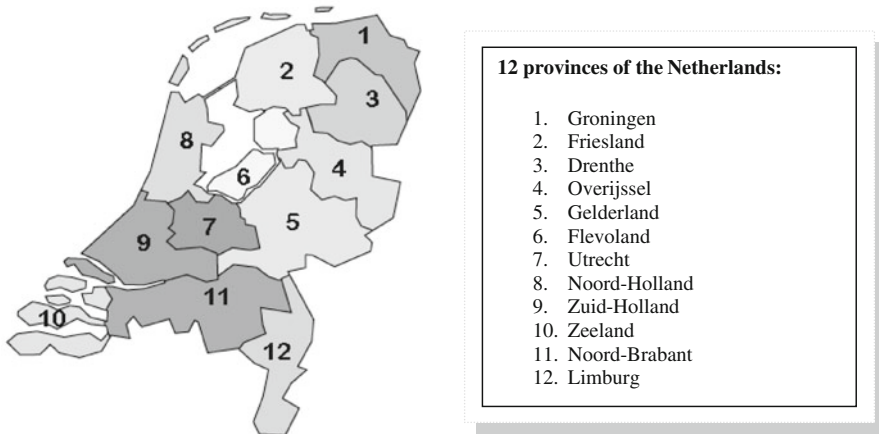 1
2
3
8
4
6
5
7
9
11
10
12
12 provinces of the Netherlands:
1. Groningen
2. Friesland
3. Drenthe
4. Overijssel
5. Gelderland
6. Flevoland
7. Utrecht
8. Noord-Holland
9. Zuid-Holland
10. Zeeland
11. Noord-Brabant
12. Limburg